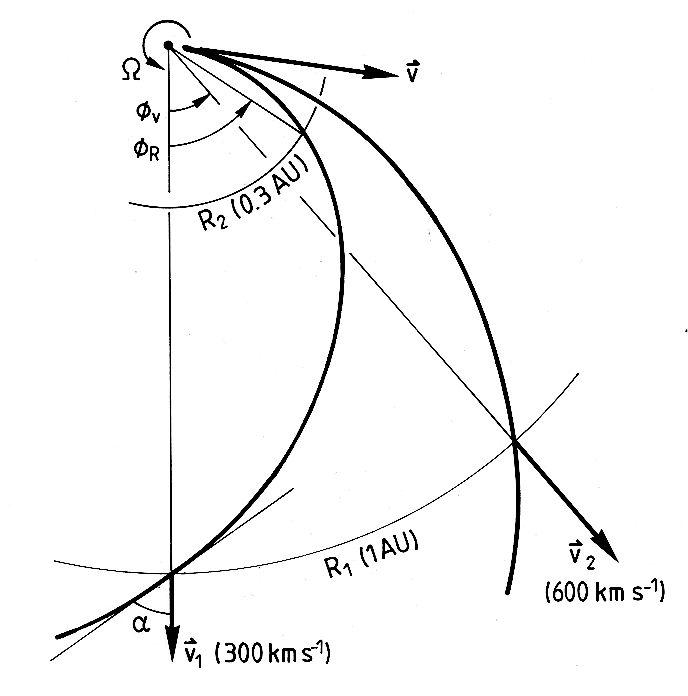 Ω
v⃗
ϕv
ϕR
R₂ (0.3 AU)
R₁ (1AU)
v⃗₂
(600 km s⁻¹)
α
v⃗₁ (300 km s⁻¹)